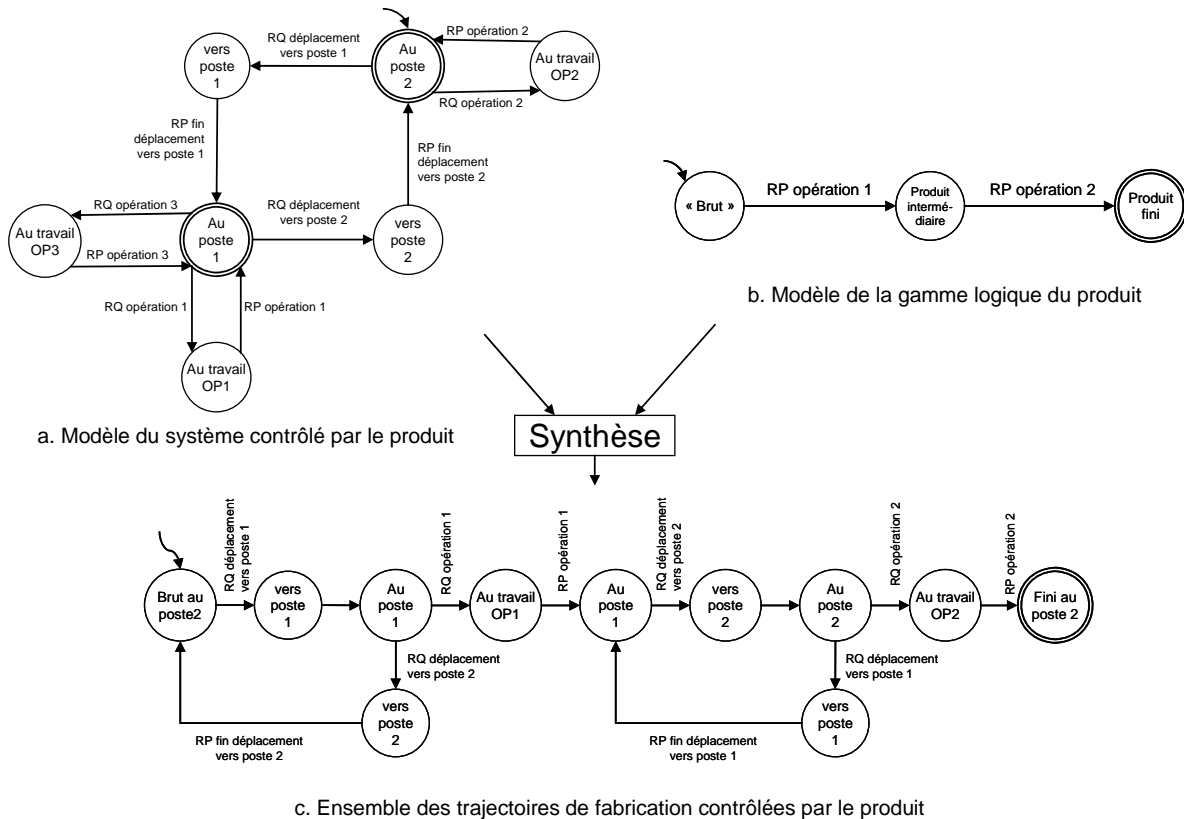 RQ déplacement
vers poste 1
RP opération 2
vers
poste
1
Au
poste
2
Au travail
OP2
RQ opération 2
RP fin
déplacement
vers poste 1
RP fin
déplacement
vers poste 2
RQ opération 3
Au travail
OP3
RP opération 3
Au
poste
1
RQ déplacement
vers poste 2
vers
poste
2
RQ opération 1
RP opération 1
Au travail
OP1
a. Modèle du système contrôlé par le produit
« Brut »
RP opération 1
Produit
intermé-
diaire
RP opération 2
Produit
fini
b. Modèle de la gamme logique du produit
Synthèse
Brut au
poste2
RQ déplacement
vers poste 1
vers
poste
1
Au
poste
1
RQ opération 1
Au travail
OP1
RP opération 1
Au
poste
1
RQ déplacement
vers poste 2
vers
poste
2
Au
poste
2
RQ opération 2
Au travail
OP2
RP opération 2
Fini au
poste 2
RQ déplacement
vers poste 2
vers
poste
2
RP fin déplacement
vers poste 2
RQ déplacement
vers poste 1
vers
poste
1
RP fin déplacement
vers poste 1
c. Ensemble des trajectoires de fabrication contrôlées par le produit